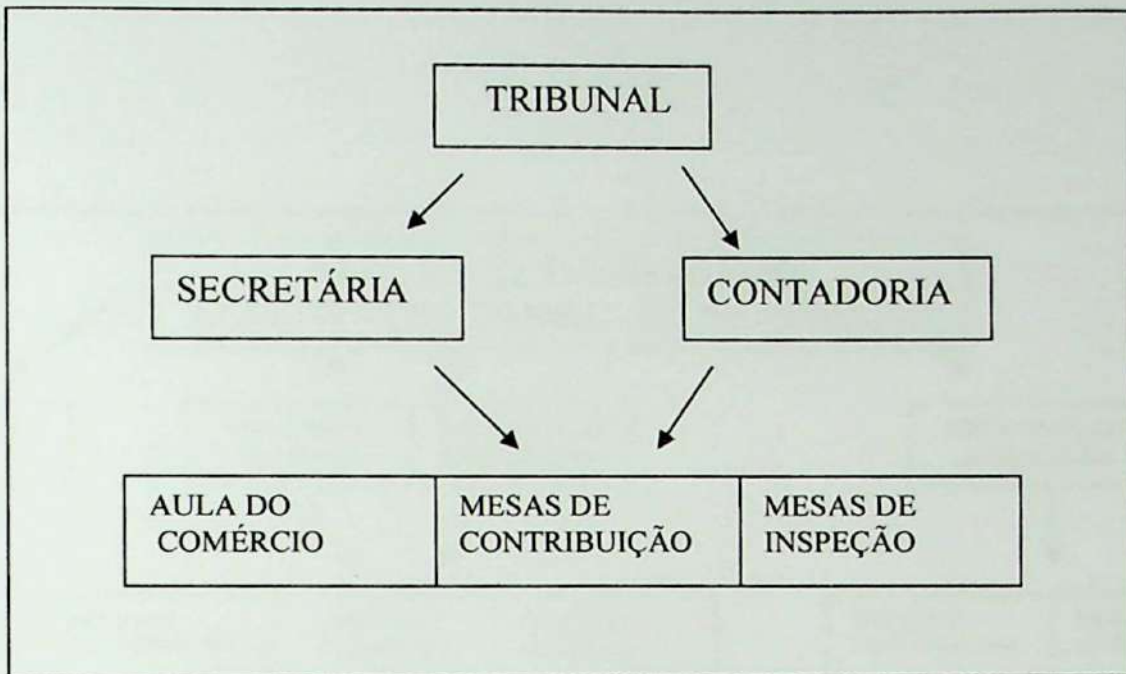 TRIBUNAL
SECRETÁRIA
CONTADORIA
AULA DO
COMÉRCIO
MESAS DE
CONTRIBUIÇÃO
MESAS DE
INSPEÇÃO